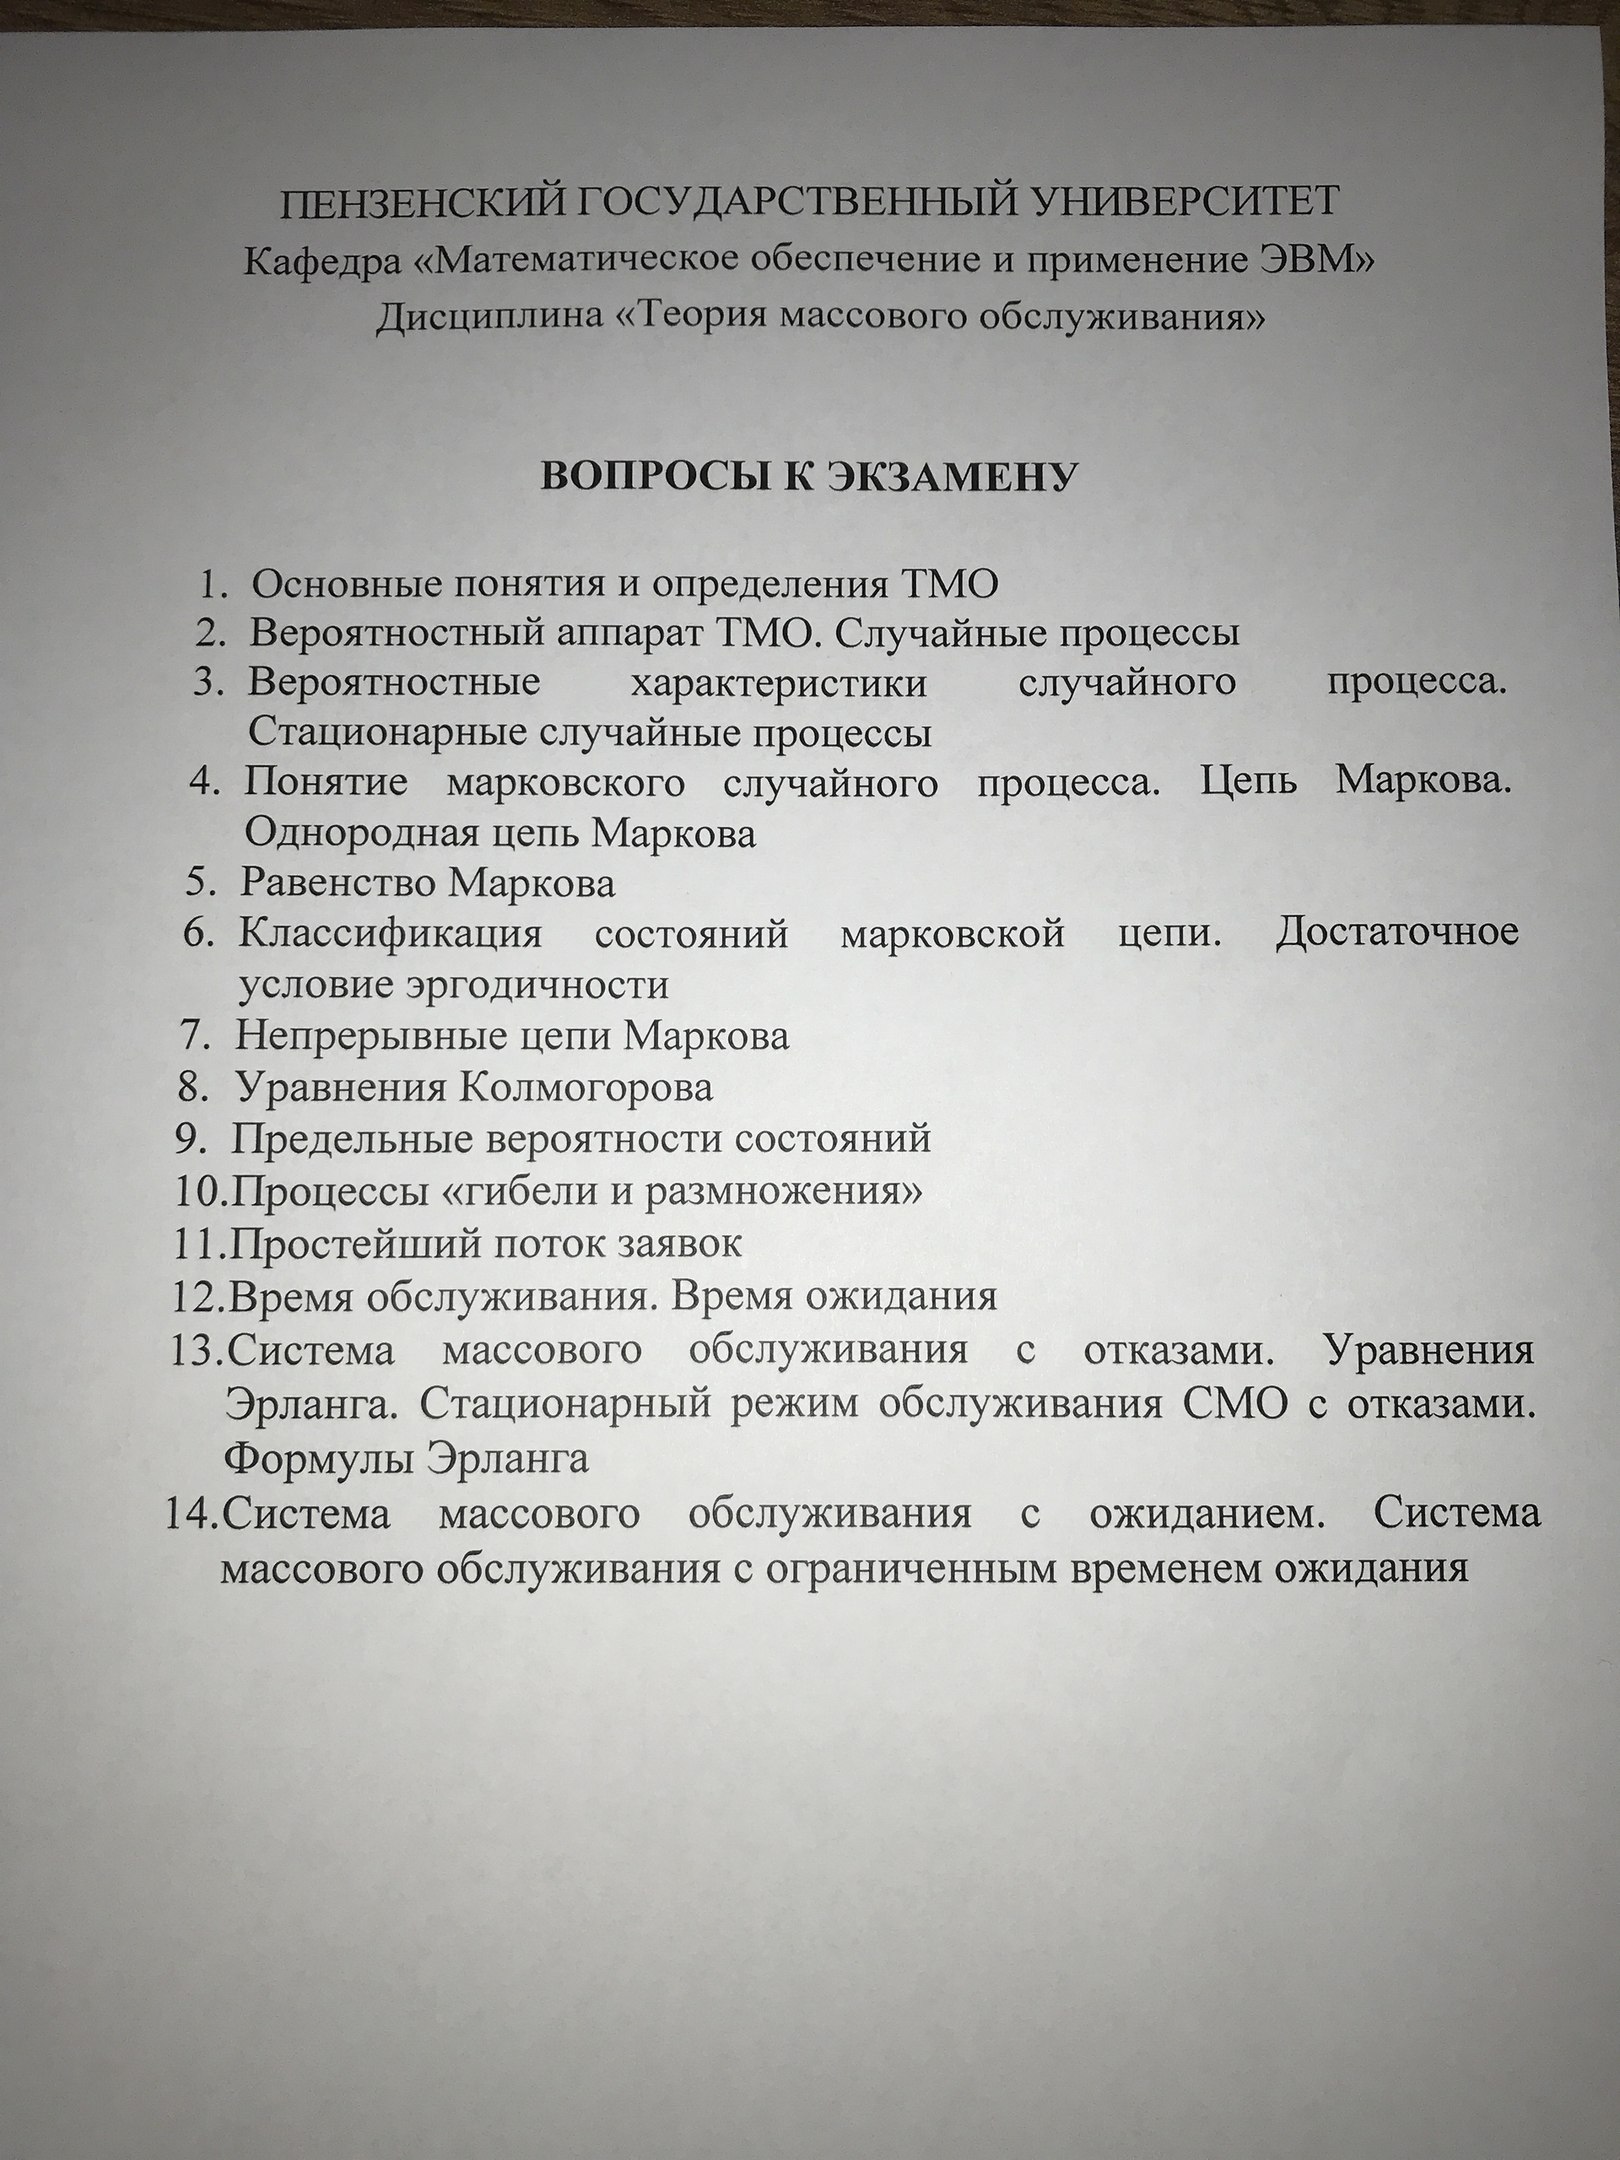 ПЕНЗЕНСКИЙ ГОСУДАРСТВЕННЫЙ УНИВЕРСИТЕТ
Кафедра «Математическое обеспечение и применение ЭВМ»
Дисциплина «Теория массового обслуживания»
ВОПРОСЫ К ЭКЗАМЕНУ
1. Основные понятия и определения ТМО
2. Вероятностный аппарат ТМО. Случайные процессы
3. Вероятностные характеристики случайного процесса.
Стационарные случайные процессы
4. Понятие марковского случайного процесса. Цепь Маркова.
Однородная цепь Маркова
5. Равенство Маркова
6. Классификация состояний марковской цепи. Достаточное
условие эргодичности
7. Непрерывные цепи Маркова
8. Уравнения Колмогорова
9. Предельные вероятности состояний
10.Процессы «гибели и размножения»
11.Простейший поток заявок
12.Время обслуживания. Время ожидания
13.Система массового обслуживания с отказами. Уравнения
Эрланга. Стационарный режим обслуживания СМО с отказами.
Формулы Эрланга
14.Система массового обслуживания с ожиданием. Система
массового обслуживания с ограниченным временем ожидания